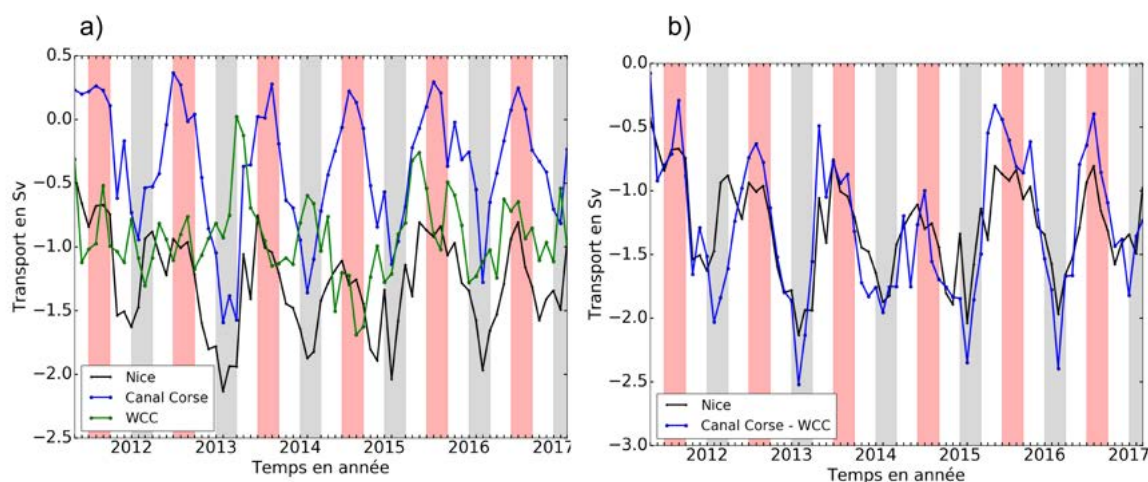 a)
Transport en Sv
0.5
0.0
−0.5
−1.0
−1.5
−2.0
−2.5
Nice
Canal Corse
WCC
2012 2013 2014 2015 2016 2017
Temps en année
b)
Transport en Sv
0.0
−0.5
−1.0
−1.5
−2.0
−2.5
−3.0
Nice
Canal Corse - WCC
2012 2013 2014 2015 2016 2017
Temps en année